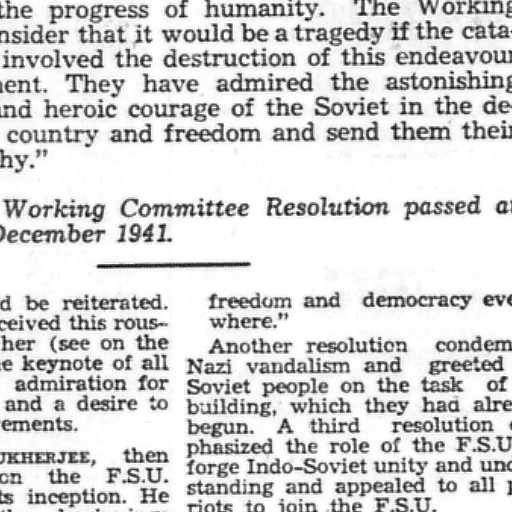 the progress of humanity. The Working
nsider that it would be a tragedy if the cata-
involved the destruction of this endeavour
ment. They have admired the astonishing
and heroic courage of the Soviet in the de-
country and freedom and send them their
hy."
Working Committee Resolution passed at
December 1941.
d be reiterated.
ceived this rous-
her (see on the
e keynote of all
admiration for
and a desire to
ements.
UKHERJEE, then
on the F.S.U.
ts inception. He
freedom and democracy eve
where."
Another resolution condem
Nazi vandalism and greeted
Soviet people on the task of
building, which they had alre
begun. A third resolution
phasized the role of the F.S.U
forge Indo-Soviet unity and und
standing and appealed to all p
riots to join the F.S.U.